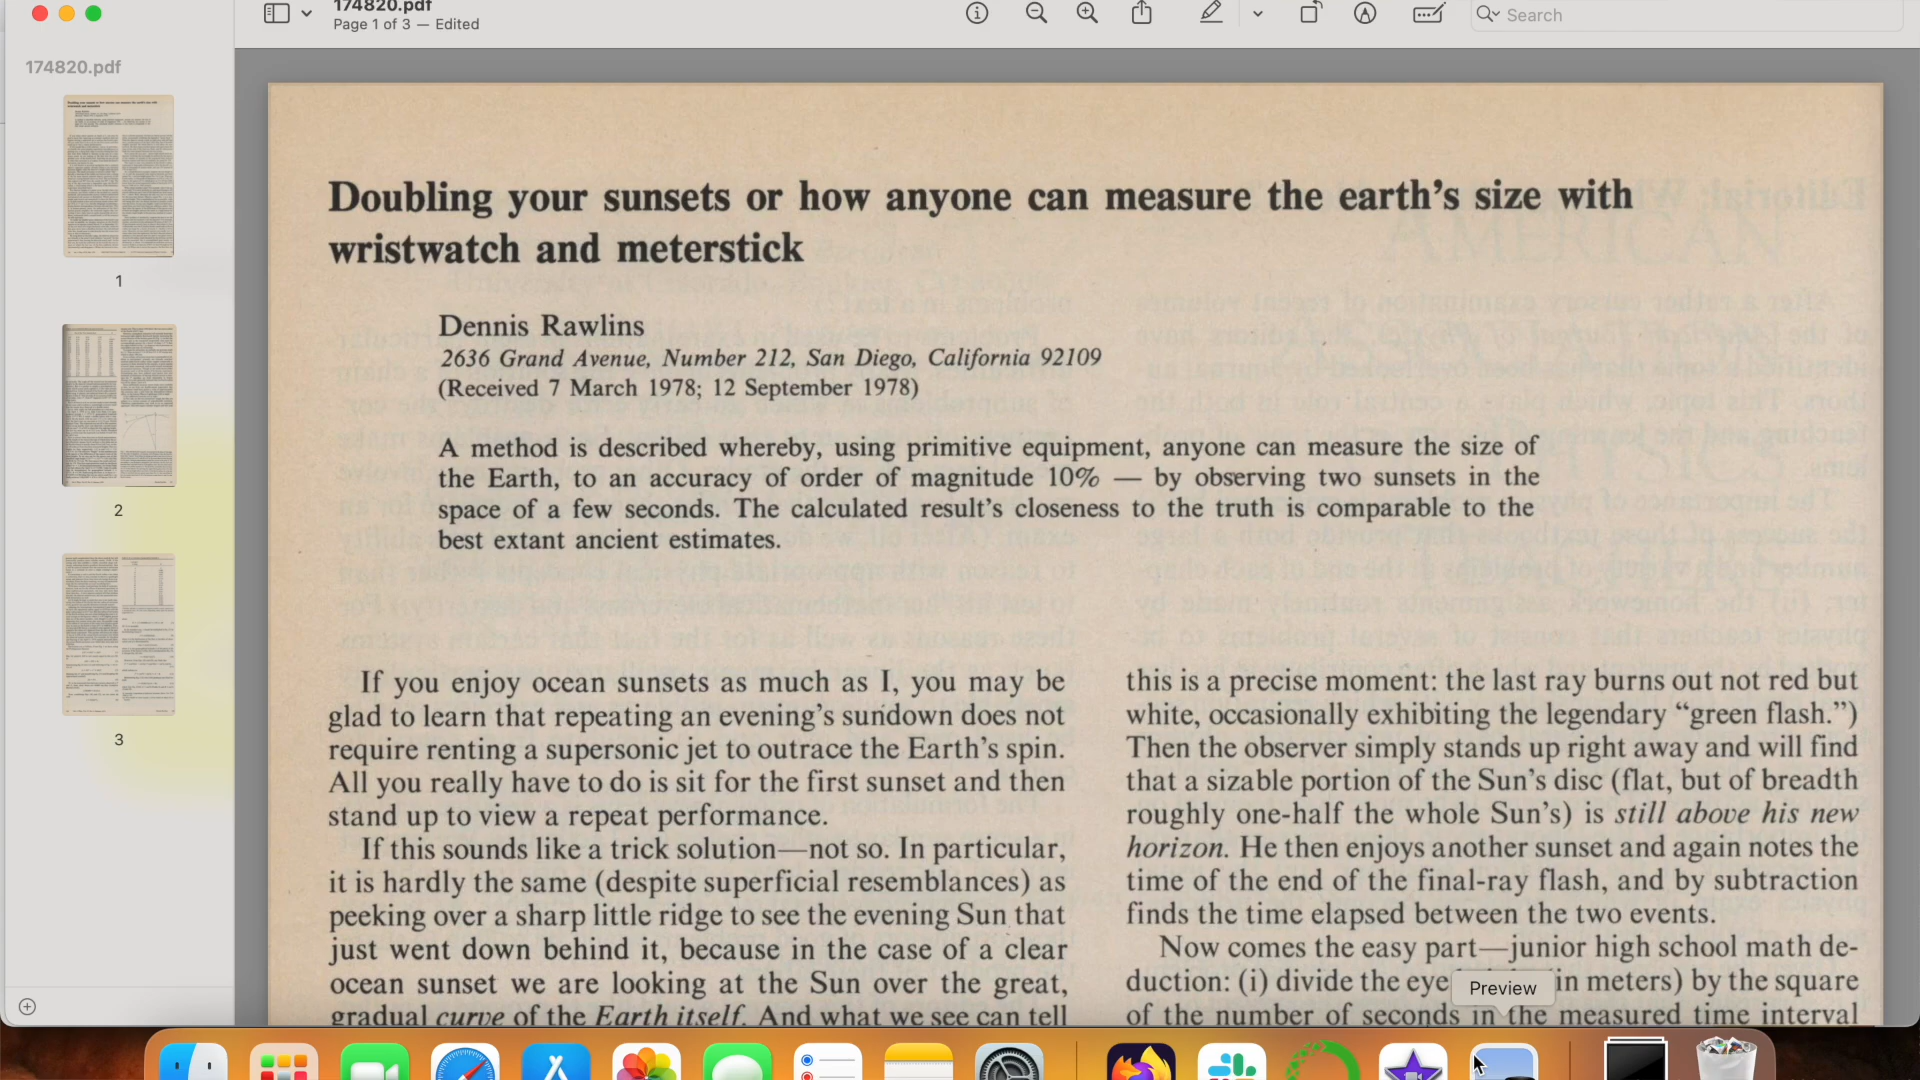 174820.pdf
Page 1 of 3 — Edited
Search
174820.pdf
1
2
3
Doubling your sunsets or how anyone can measure the earth's size with
wristwatch and meterstick
Dennis Rawlins
2636 Grand Avenue, Number 212, San Diego, California 92109
(Received 7 March 1978; 12 September 1978)
A method is described whereby, using primitive equipment, anyone can measure the size of
the Earth, to an accuracy of order of magnitude 10% — by observing two sunsets in the
space of a few seconds. The calculated result's closeness to the truth is comparable to the
best extant ancient estimates.
If you enjoy ocean sunsets as much as I, you may be
glad to learn that repeating an evening's sundown does not
require renting a supersonic jet to outrace the Earth's spin.
All you really have to do is sit for the first sunset and then
stand up to view a repeat performance.
If this sounds like a trick solution—not so. In particular,
it is hardly the same (despite superficial resemblances) as
peeking over a sharp little ridge to see the evening Sun that
just went down behind it, because in the case of a clear
ocean sunset we are looking at the Sun over the great,
gradual curve of the Earth itself. And what we see can tell
this is a precise moment: the last ray burns out not red but
white, occasionally exhibiting the legendary "green flash.")
Then the observer simply stands up right away and will find
that a sizable portion of the Sun's disc (flat, but of breadth
roughly one-half the whole Sun's) is still above his new
horizon. He then enjoys another sunset and again notes the
time of the end of the final-ray flash, and by subtraction
finds the time elapsed between the two events.
Now comes the easy part—junior high school math de-
duction: (i) divide the eye in meters) by the square
of the number of seconds in the measured time interval
Preview